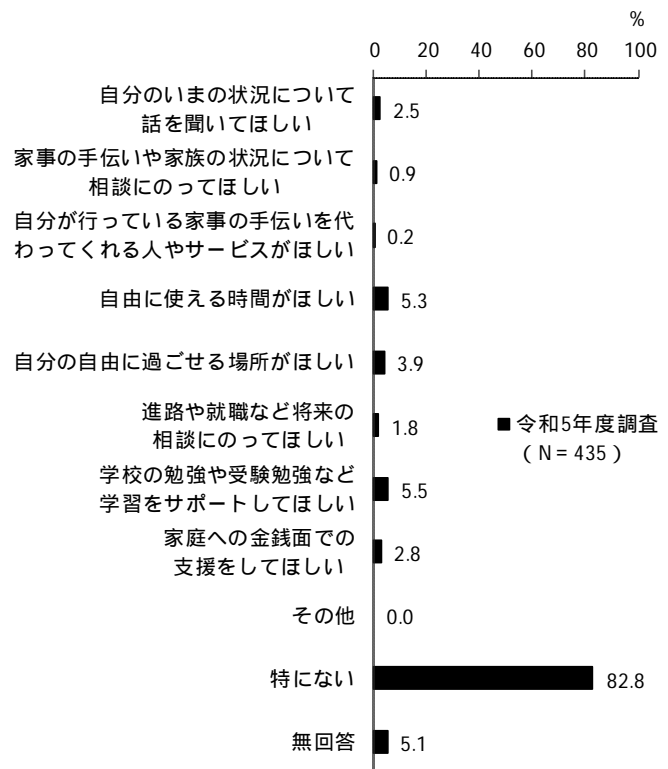 %
0 20 40 60 80 100
自分のいまの状況について
話を聞いてほしい
2.5
家事の手伝いや家族の状況について
相談にのってほしい
0.9
自分が行っている家事の手伝いを代
わってくれる人やサービスがほしい
0.2
自由に使える時間がほしい
5.3
自分の自由に過ごせる場所がほしい
3.9
進路や就職など将来の
相談にのってほしい
1.8
■令和5年度調査
（N=435）
学校の勉強や受験勉強など
学習をサポートしてほしい
5.5
家庭への金銭面での
支援をしてほしい
2.8
その他
0.0
特にない
82.8
無回答
5.1